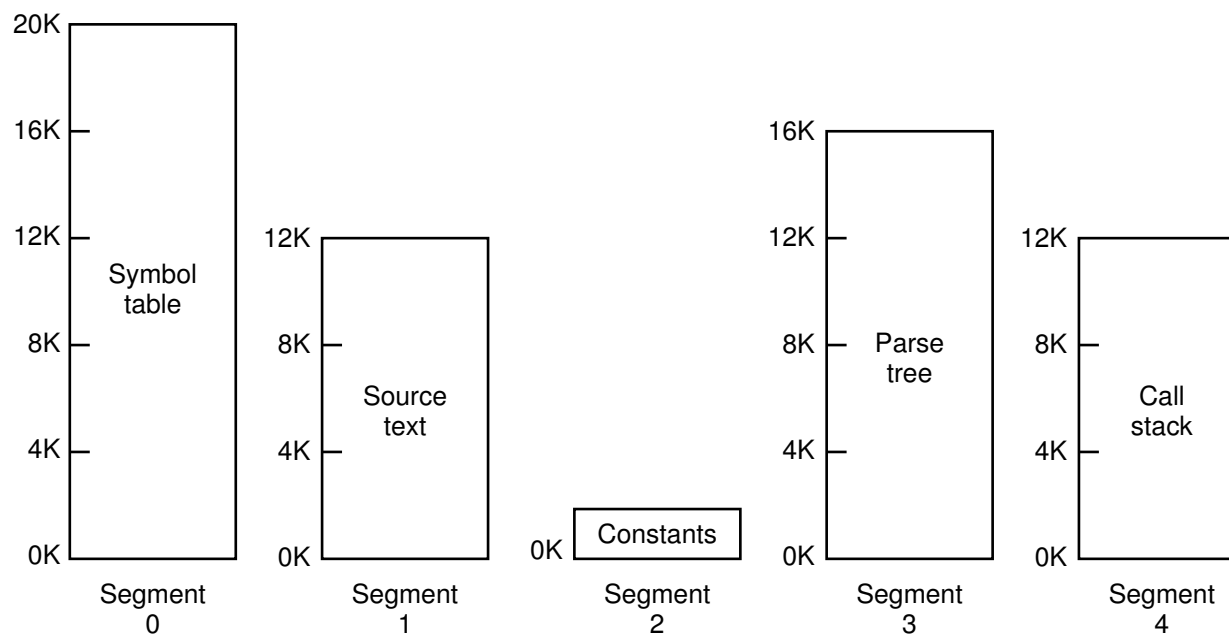 20K
16K
12K
8K
4K
0K
Symbol
table
Segment
0
12K
8K
4K
0K
Source
text
Segment
1
0K
Constants
Segment
2
16K
12K
8K
4K
0K
Parse
tree
Segment
3
12K
8K
4K
0K
Call
stack
Segment
4